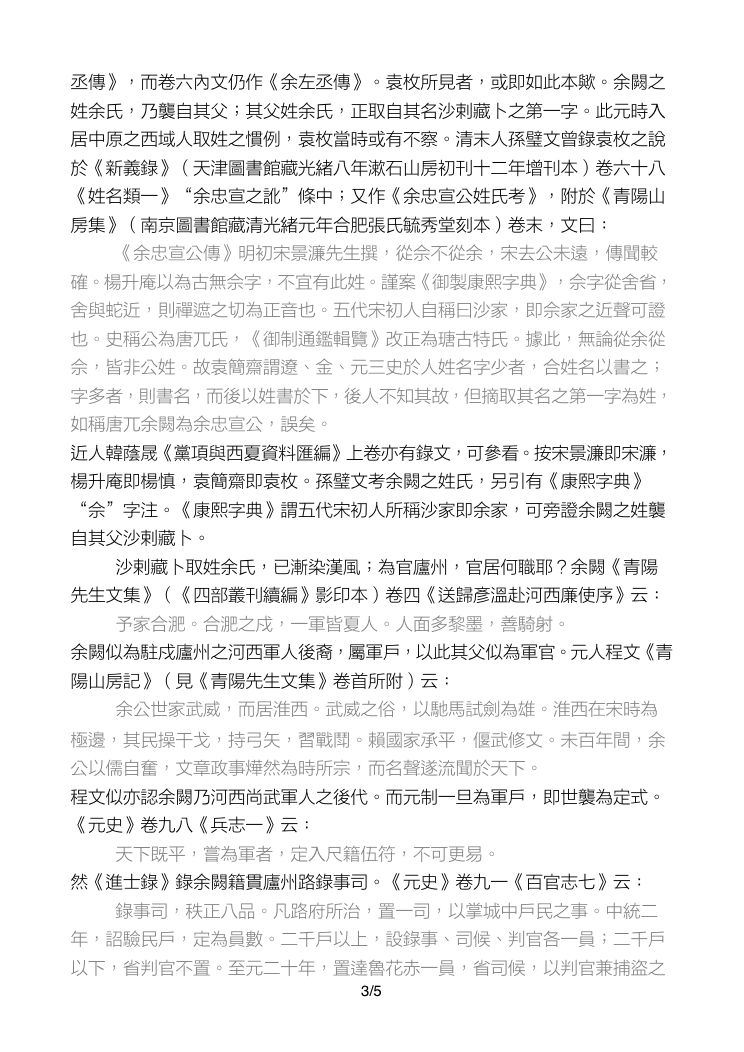 丞傳》，而卷六內文仍作《余左丞傳》。袁枚所見者，或即如此本歟。余闕之
姓余氏，乃襲自其父；其父姓余氏，正取自其名沙剌藏卜之第一字。此元時入
居中原之西域人取姓之慣例，袁枚當時或有不察。清末人孫璧文曾錄袁枚之說
於《新義錄》（天津圖書館藏光緒八年漱石山房初刊十二年增刊本）卷六十八
《姓名類一》“余忠宣之訛”條中；又作《余忠宣公姓氏考》，附於《青陽山
房集》（南京圖書館藏清光緒元年合肥張氏毓秀堂刻本）卷末，文曰：
《余忠宣公傳》明初宋景濂先生撰，從佘不從余，宋去公未遠，傳聞較
確。楊升庵以為古無佘字，不宜有此姓。謹案《御製康熙字典》，佘字從舍省，
舍與蛇近，則禪遮之切為正音也。五代宋初人自稱曰沙家，即佘家之近聲可證
也。史稱公為唐兀氏，《御制通鑑輯覽》改正為瑭古特氏。據此，無論從余從
佘，皆非公姓。故袁簡齋謂遼、金、元三史於人姓名字少者，合姓名以書之；
字多者，則書名，而後以姓書於下，後人不知其故，但摘取其名之第一字為姓，
如稱唐兀余闕為余忠宣公，誤矣。
近人韓蔭晟《黨項與西夏資料匯編》上卷亦有錄文，可參看。按宋景濂即宋濂，
楊升庵即楊慎，袁簡齋即袁枚。孫璧文考余闕之姓氏，另引有《康熙字典》
“佘”字注。《康熙字典》謂五代宋初人所稱沙家即余家，可旁證余闕之姓襲
自其父沙剌藏卜。
沙剌藏卜取姓余氏，已漸染漢風；為官廬州，官居何職耶？余闕《青陽
先生文集》（《四部叢刊續編》影印本）卷四《送歸彥溫赴河西廉使序》云：
予家合肥。合肥之戍，一軍皆夏人。人面多黎墨，善騎射。
余闕似為駐戍廬州之河西軍人後裔，屬軍戶，以此其父似為軍官。元人程文《青
陽山房記》（見《青陽先生文集》卷首所附）云：
余公世家武威，而居淮西。武威之俗，以馳馬試劍為雄。淮西在宋時為
極邊，其民操干戈，持弓矢，習戰鬪。賴國家承平，偃武修文。未百年間，余
公以儒自奮，文章政事燁然為時所宗，而名聲遂流聞於天下。
程文似亦認余闕乃河西尚武軍人之後代。而元制一旦為軍戶，即世襲為定式。
《元史》卷九八《兵志一》云：
天下既平，嘗為軍者，定入尺籍伍符，不可更易。
然《進士錄》錄余闕籍貫廬州路錄事司。《元史》卷九一《百官志七》云：
錄事司，秩正八品。凡路府所治，置一司，以掌城中戶民之事。中統二
年，詔驗民戶，定為員數。二千戶以上，設錄事、司候、判官各一員；二千戶
以下，省判官不置。至元二十年，置達魯花赤一員，省司候，以判官兼捕盜之
3/5